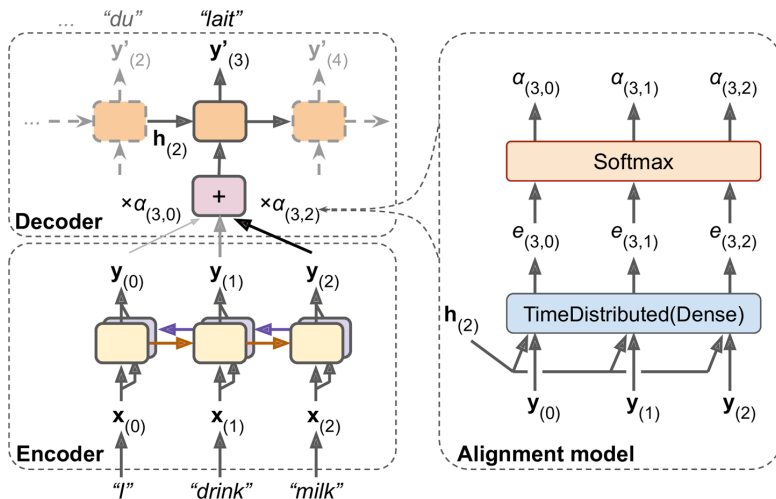 ... "du" "lait"
y'(2) y'(3) y'(4)
...
h(2)
+
×α(3,0) ×α(3,2)
Decoder
y(0) y(1) y(2)
x(0) x(1) x(2)
Encoder
"I" "drink" "milk"
α(3,0) α(3,1) α(3,2)
Softmax
e(3,0) e(3,1) e(3,2)
TimeDistributed(Dense)
h(2)
y(0) y(1) y(2)
Alignment model